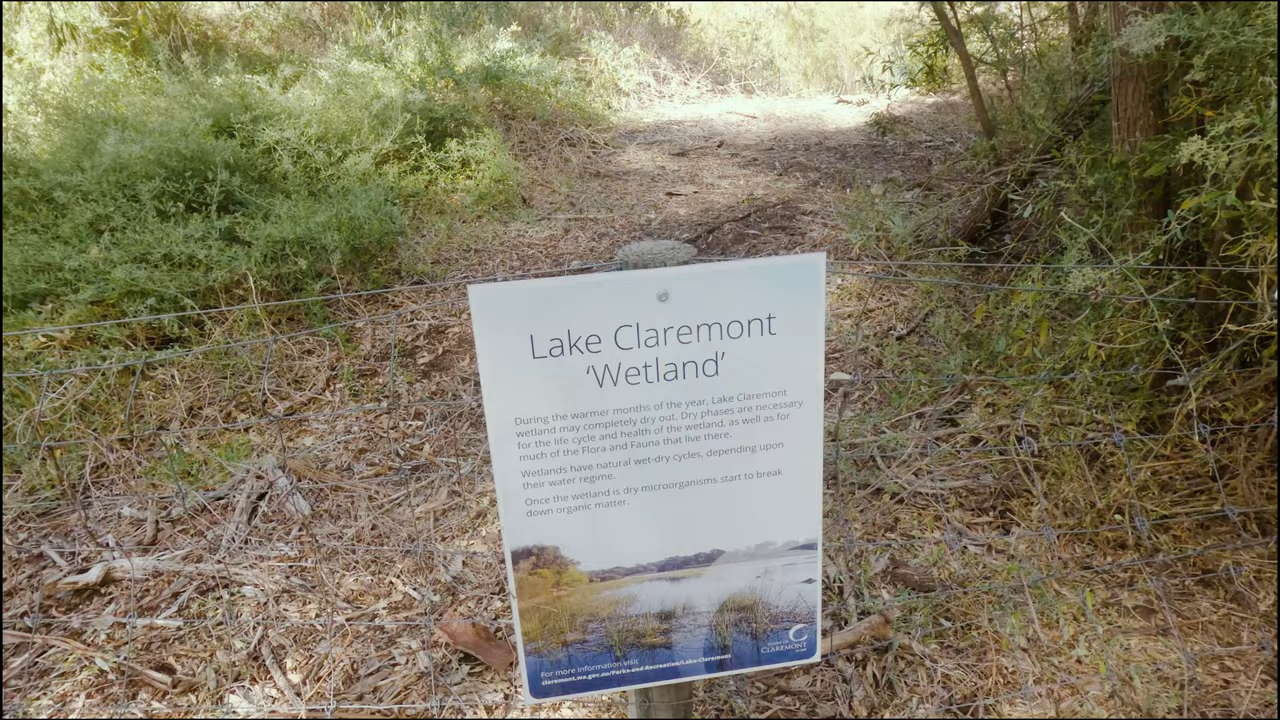 Lake Claremont
‘Wetland’
During the warmer months of the year, Lake Claremont
wetland may completely dry out. Dry phases are necessary
for the life cycle and health of the wetland, as well as for
much of the Flora and Fauna that live there.
Wetlands have natural wet-dry cycles, depending upon
their water regime.
Once the wetland is dry microorganisms start to break
down organic matter.
For more information visit
claremont.wa.gov.au/Parks-and-Recreation/Lake-Claremont
CLAREMONT